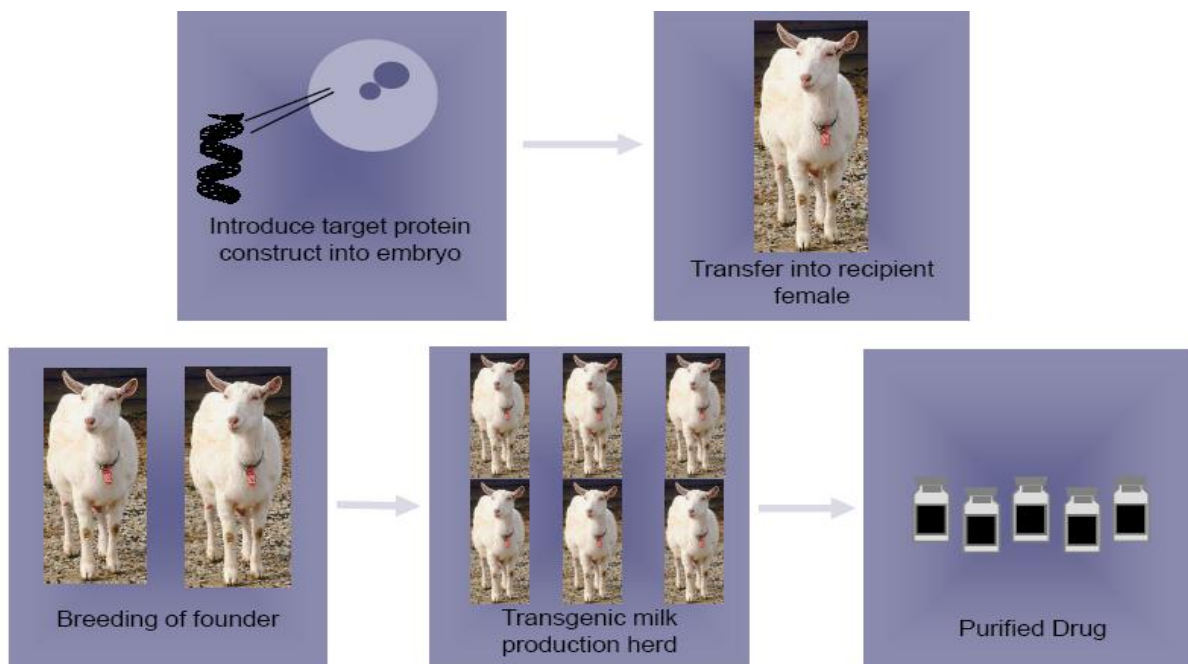 Introduce target protein
construct into embryo
Transfer into recipient
female
Breeding of founder
Transgenic milk
production herd
Purified Drug